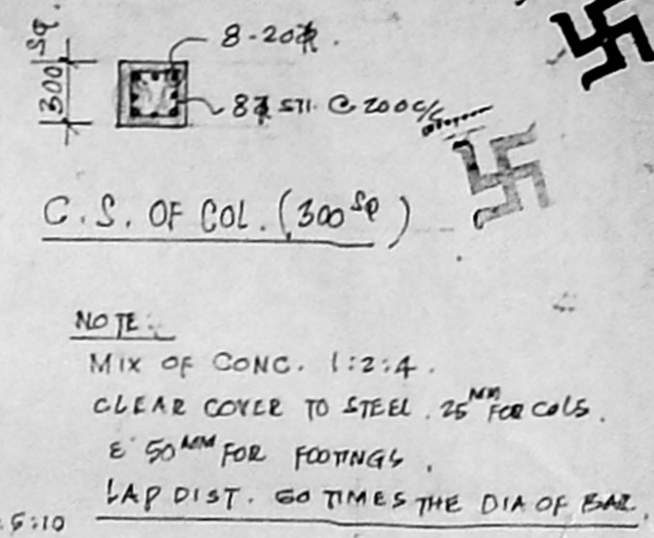 8-20⌀.
300 SQ.
8⌀ STI. @ 200 C/C
C.S. OF COL. (300 SQ)
NOTE:
MIX OF CONC. 1:2:4.
CLEAR COVER TO STEEL. 25MM FOR COLS.
& 50MM FOR FOOTINGS.
LAP DIST. 60 TIMES THE DIA OF BAR.
5:10